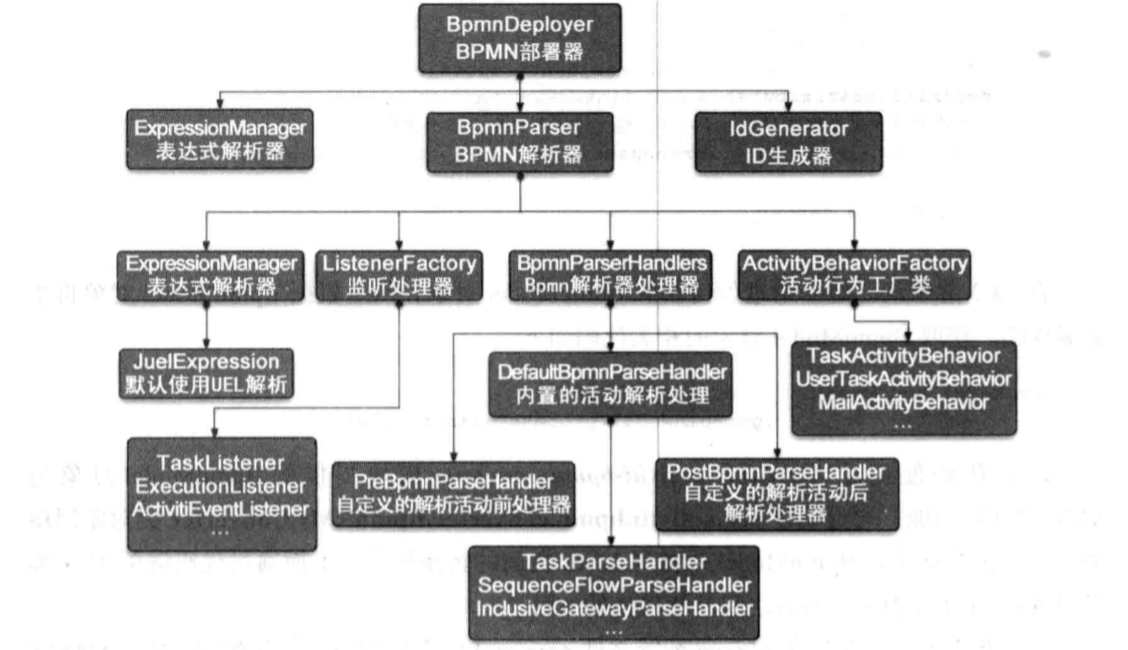 BpmnDeployer
BPMN部署器
ExpressionManager
表达式解析器
BpmnParser
BPMN解析器
IdGenerator
ID生成器
ExpressionManager
表达式解析器
ListenerFactory
监听处理器
BpmnParserHandlers
Bpmn解析器处理器
ActivityBehaviorFactory
活动行为工厂类
JuelExpression
默认使用UEL解析
DefaultBpmnParseHandler
内置的活动解析处理
TaskActivityBehavior
UserTaskActivityBehavior
MailActivityBehavior
...
TaskListener
ExecutionListener
ActivitiEventListener
...
PreBpmnParseHandler
自定义的解析活动前处理器
PostBpmnParseHandler
自定义的解析活动后
解析处理器
TaskParseHandler
SequenceFlowParseHandler
InclusiveGatewayParseHandler
...